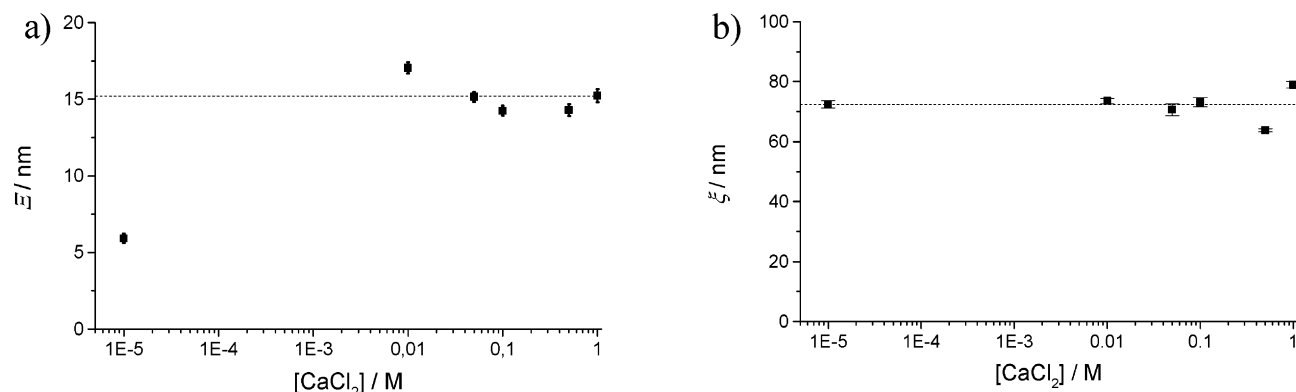 a)
20
15
10
5
0
Ξ / nm
1E-5
1E-4
1E-3
0,01
0,1
1
[CaCl2] / M
b)
100
80
60
40
20
0
ξ / nm
1E-5
1E-4
1E-3
0,01
0,1
1
[CaCl2] / M